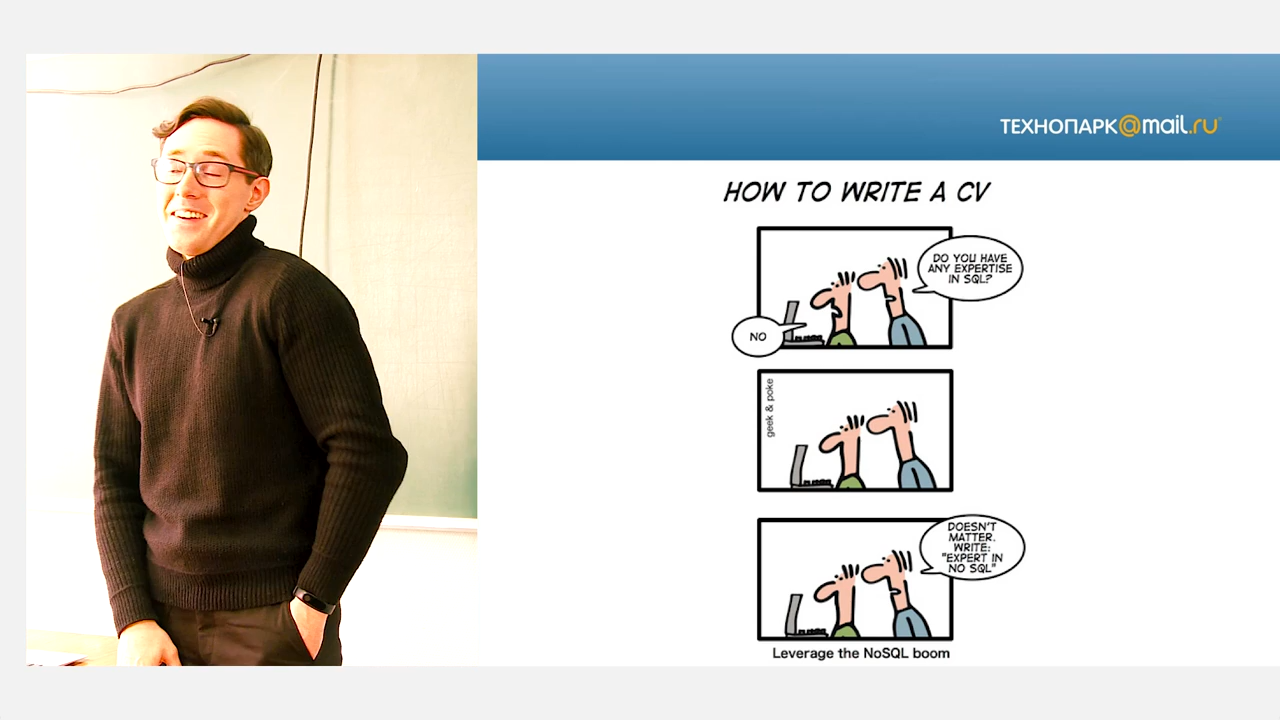 ТЕХНОПАРК@mail.ru
HOW TO WRITE A CV
DO YOU HAVE
ANY EXPERTISE
IN SQL?
NO
geek & poke
DOESN'T
MATTER.
WRITE:
"EXPERT IN
NO SQL"
Leverage the NoSQL boom